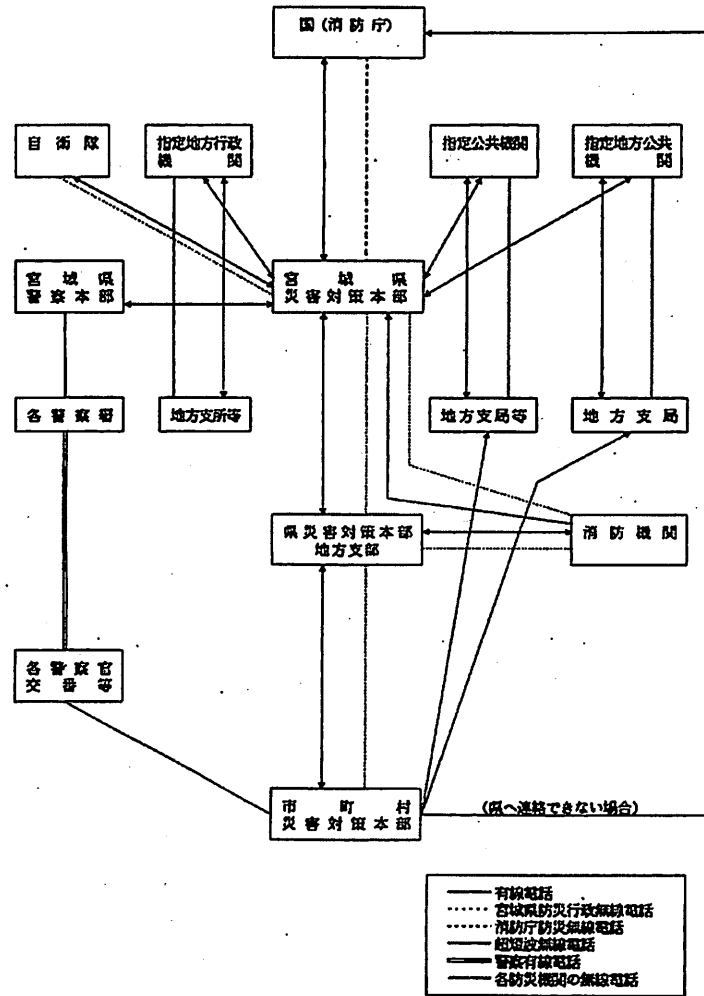 国(消防庁)
自衛隊
指定地方行政
機関
指定公共機関
指定地方公共
機関
宮城県
警察本部
宮城県
災害対策本部
各警察署
地方支所等
地方支局等
地方支局
県災害対策本部
地方支部
消防機関
各警察官
交番等
市町村
災害対策本部
(県へ連絡できない場合)
有線電話
宮城県防災行政無線電話
消防庁防災無線電話
超短波無線電話
警察有線電話
各防災機関の無線電話